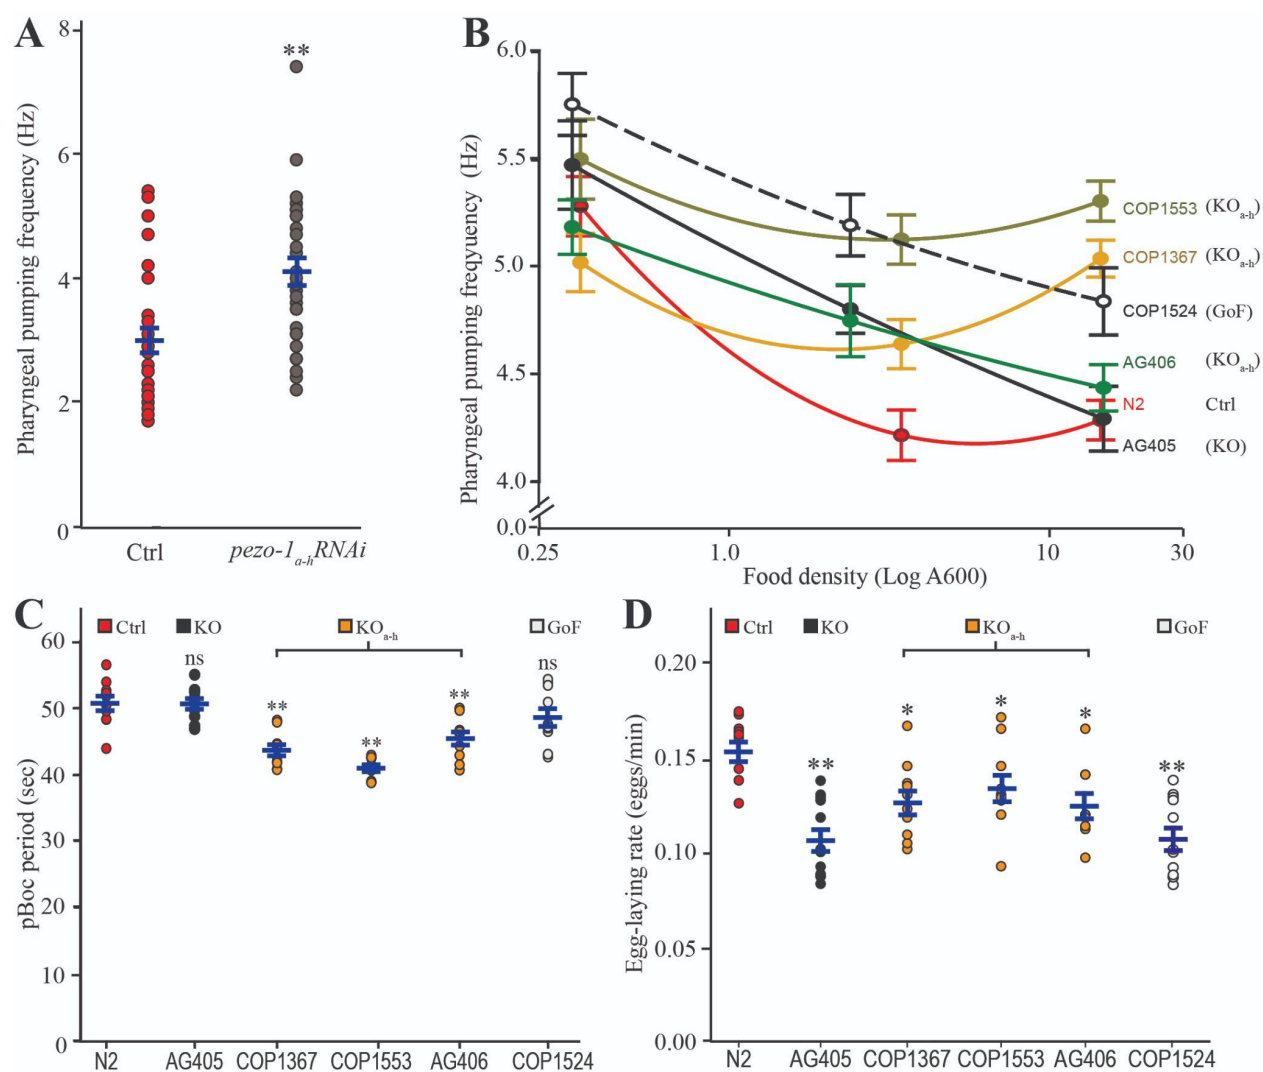 A
8
6
4
2
0
Pharyngeal pumping frequency (Hz)
**
Ctrl
pezo-1a-hRNAi
B
6.0
5.5
5.0
4.5
4.0
0.0
Pharyngeal pumping freqyuency (Hz)
COP1553 (KOa-h)
COP1367 (KOa-h)
COP1524 (GoF)
AG406 (KOa-h)
N2 Ctrl
AG405 (KO)
0.25 1.0 10 30
Food density (Log A600)
C
Ctrl KO KOa-h GoF
60
50
40
30
20
10
0
pBoc period (sec)
ns ** ** ** ns
N2 AG405 COP1367 COP1553 AG406 COP1524
D
Ctrl KO KOa-h GoF
0.20
0.15
0.10
0.05
0.00
Egg-laying rate (eggs/min)
** * * * **
N2 AG405 COP1367 COP1553 AG406 COP1524